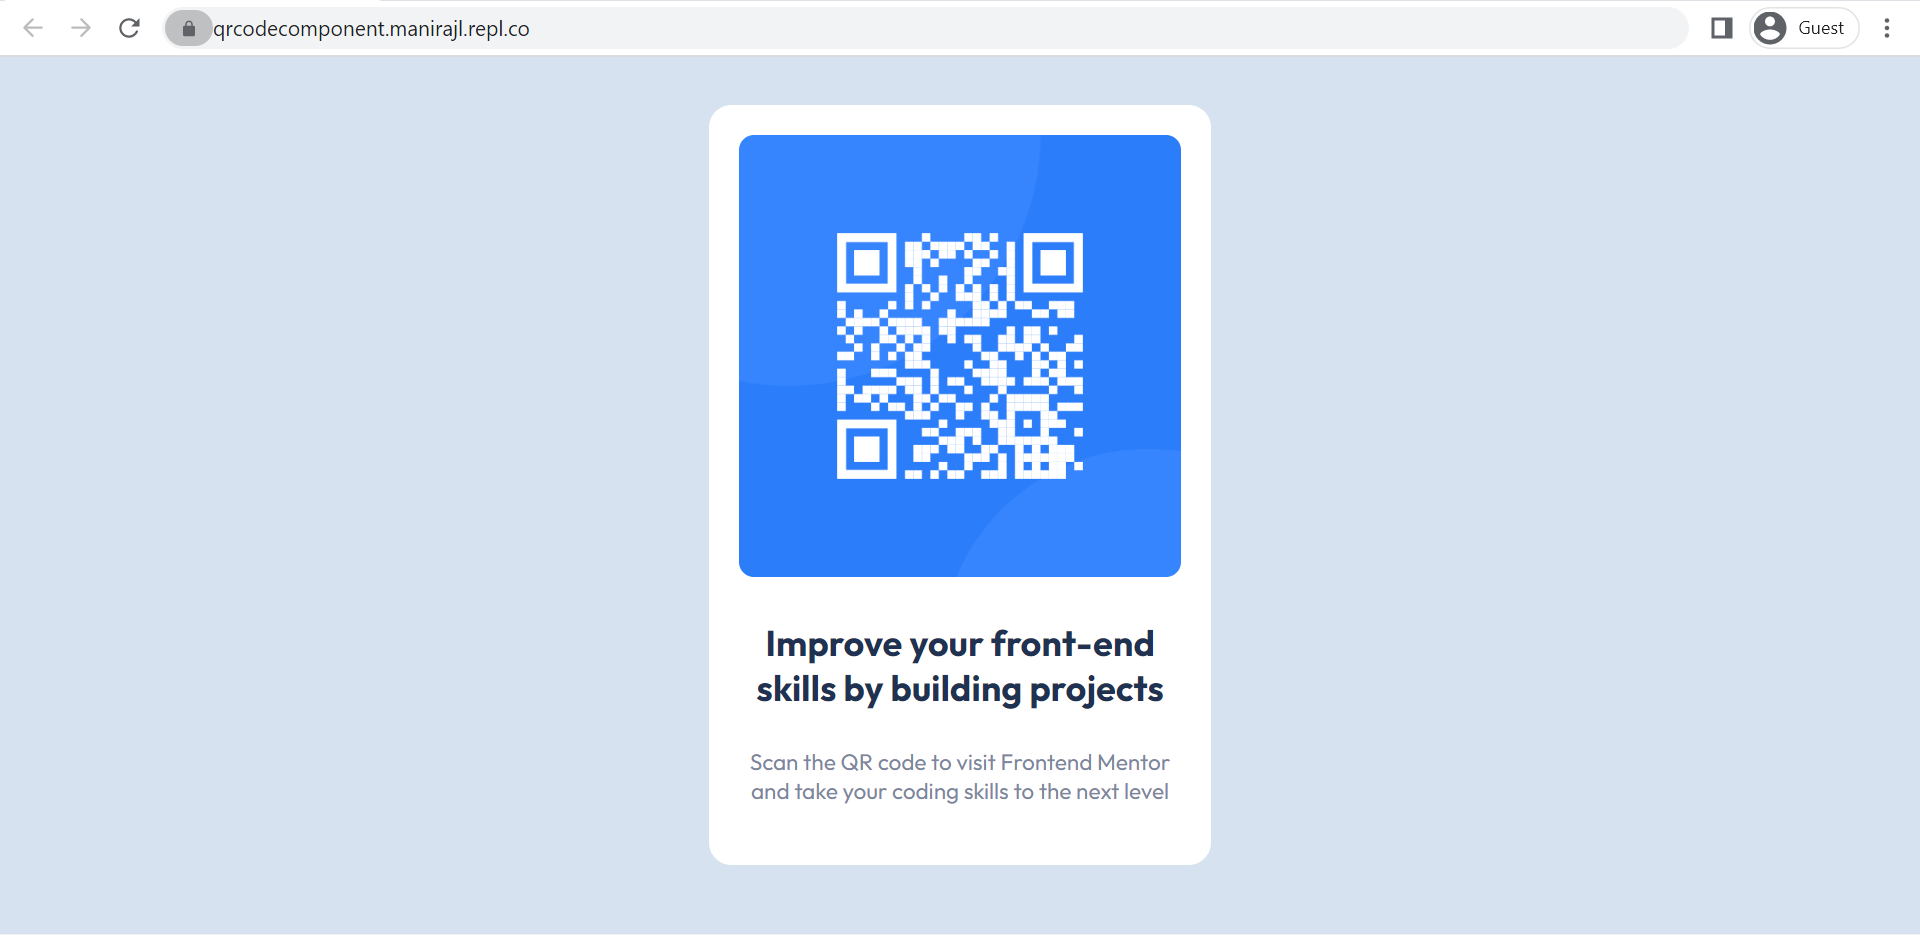 qrcodecomponent.manirajl.repl.co
Guest
Improve your front-end
skills by building projects
Scan the QR code to visit Frontend Mentor
and take your coding skills to the next level